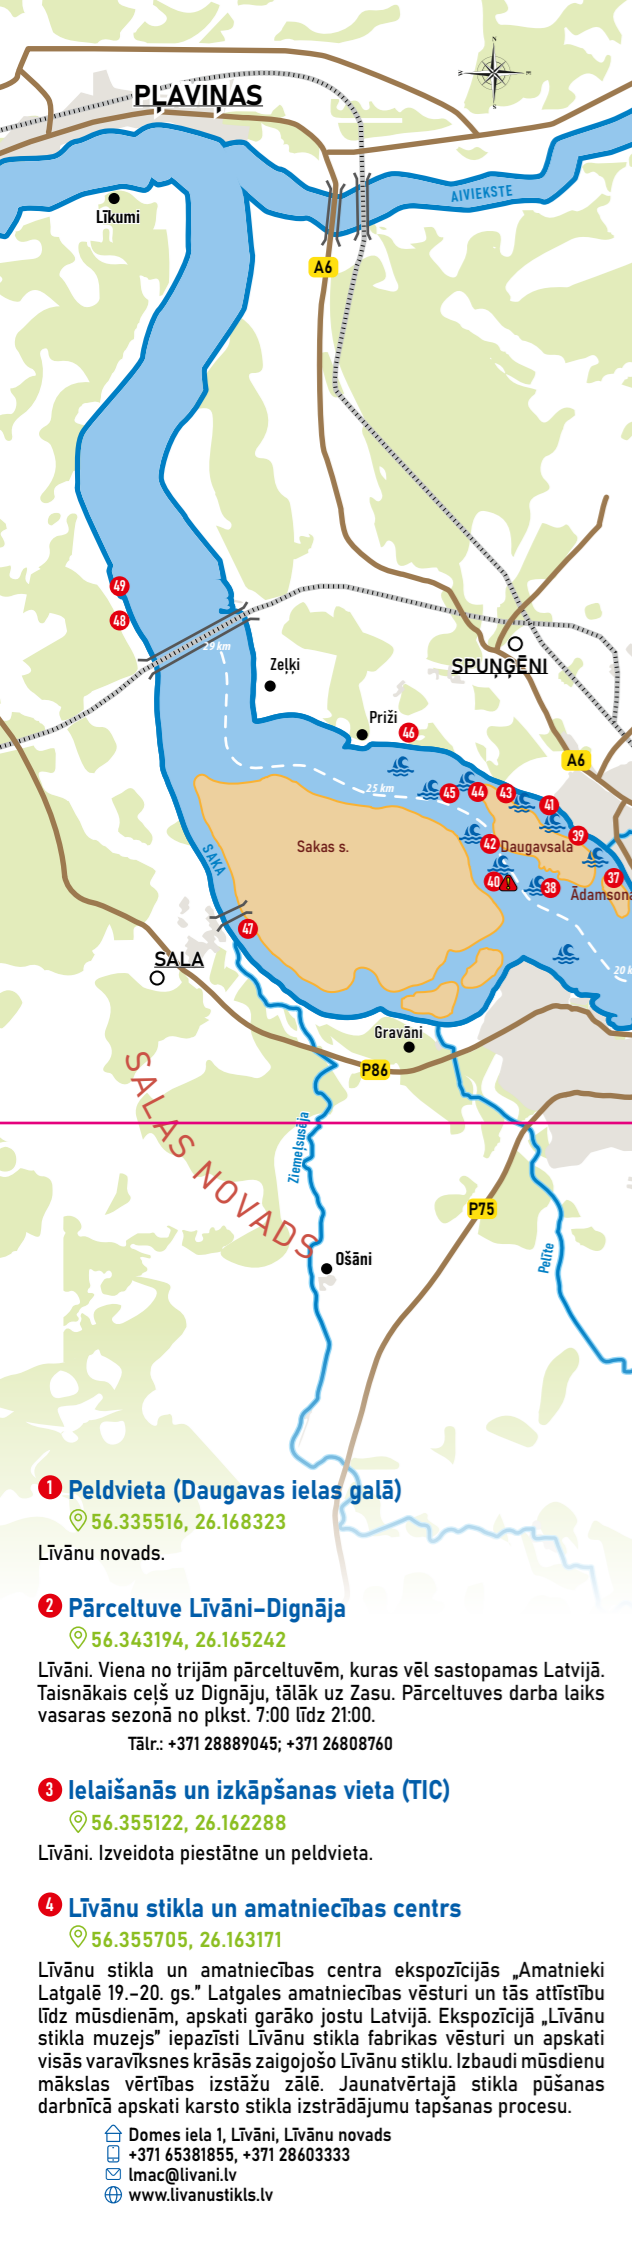 N
W
E
S
PĻAVIŅAS
AIVIEKSTE
Līkumi
A6
49
48
29 km
Zeļķi
SPUŅĢĒNI
Priži
46
A6
25 km
45
44
43
41
39
SAKA
Sakas s.
42
Daugavsala
40
38
37
Ādamsona
47
SALA
20 k
Gravāni
P86
SALAS NOVADS
Ziemeļsusēja
P75
Pelīte
Ošāni
1 Peldvieta (Daugavas ielas galā)
56.335516, 26.168323
Līvānu novads.
2 Pārceltuve Līvāni–Dignāja
56.343194, 26.165242
Līvāni. Viena no trijām pārceltuvēm, kuras vēl sastopamas Latvijā.
Taisnākais ceļš uz Dignāju, tālāk uz Zasu. Pārceltuves darba laiks
vasaras sezonā no plkst. 7:00 līdz 21:00.
Tālr.: +371 28889045; +371 26808760
3 Ielaišanās un izkāpšanas vieta (TIC)
56.355122, 26.162288
Līvāni. Izveidota piestātne un peldvieta.
4 Līvānu stikla un amatniecības centrs
56.355705, 26.163171
Līvānu stikla un amatniecības centra ekspozīcijās „Amatnieki
Latgalē 19.–20. gs.” Latgales amatniecības vēsturi un tās attīstību
līdz mūsdienām, apskati garāko jostu Latvijā. Ekspozīcijā „Līvānu
stikla muzejs” iepazīsti Līvānu stikla fabrikas vēsturi un apskati
visās varavīksnes krāsās zaigojošo Līvānu stiklu. Izbaudi mūsdienu
mākslas vērtības izstāžu zālē. Jaunatvērtajā stikla pūšanas
darbnīcā apskati karsto stikla izstrādājumu tapšanas procesu.
Domes iela 1, Līvāni, Līvānu novads
+371 65381855, +371 28603333
lmac@livani.lv
www.livanustikls.lv